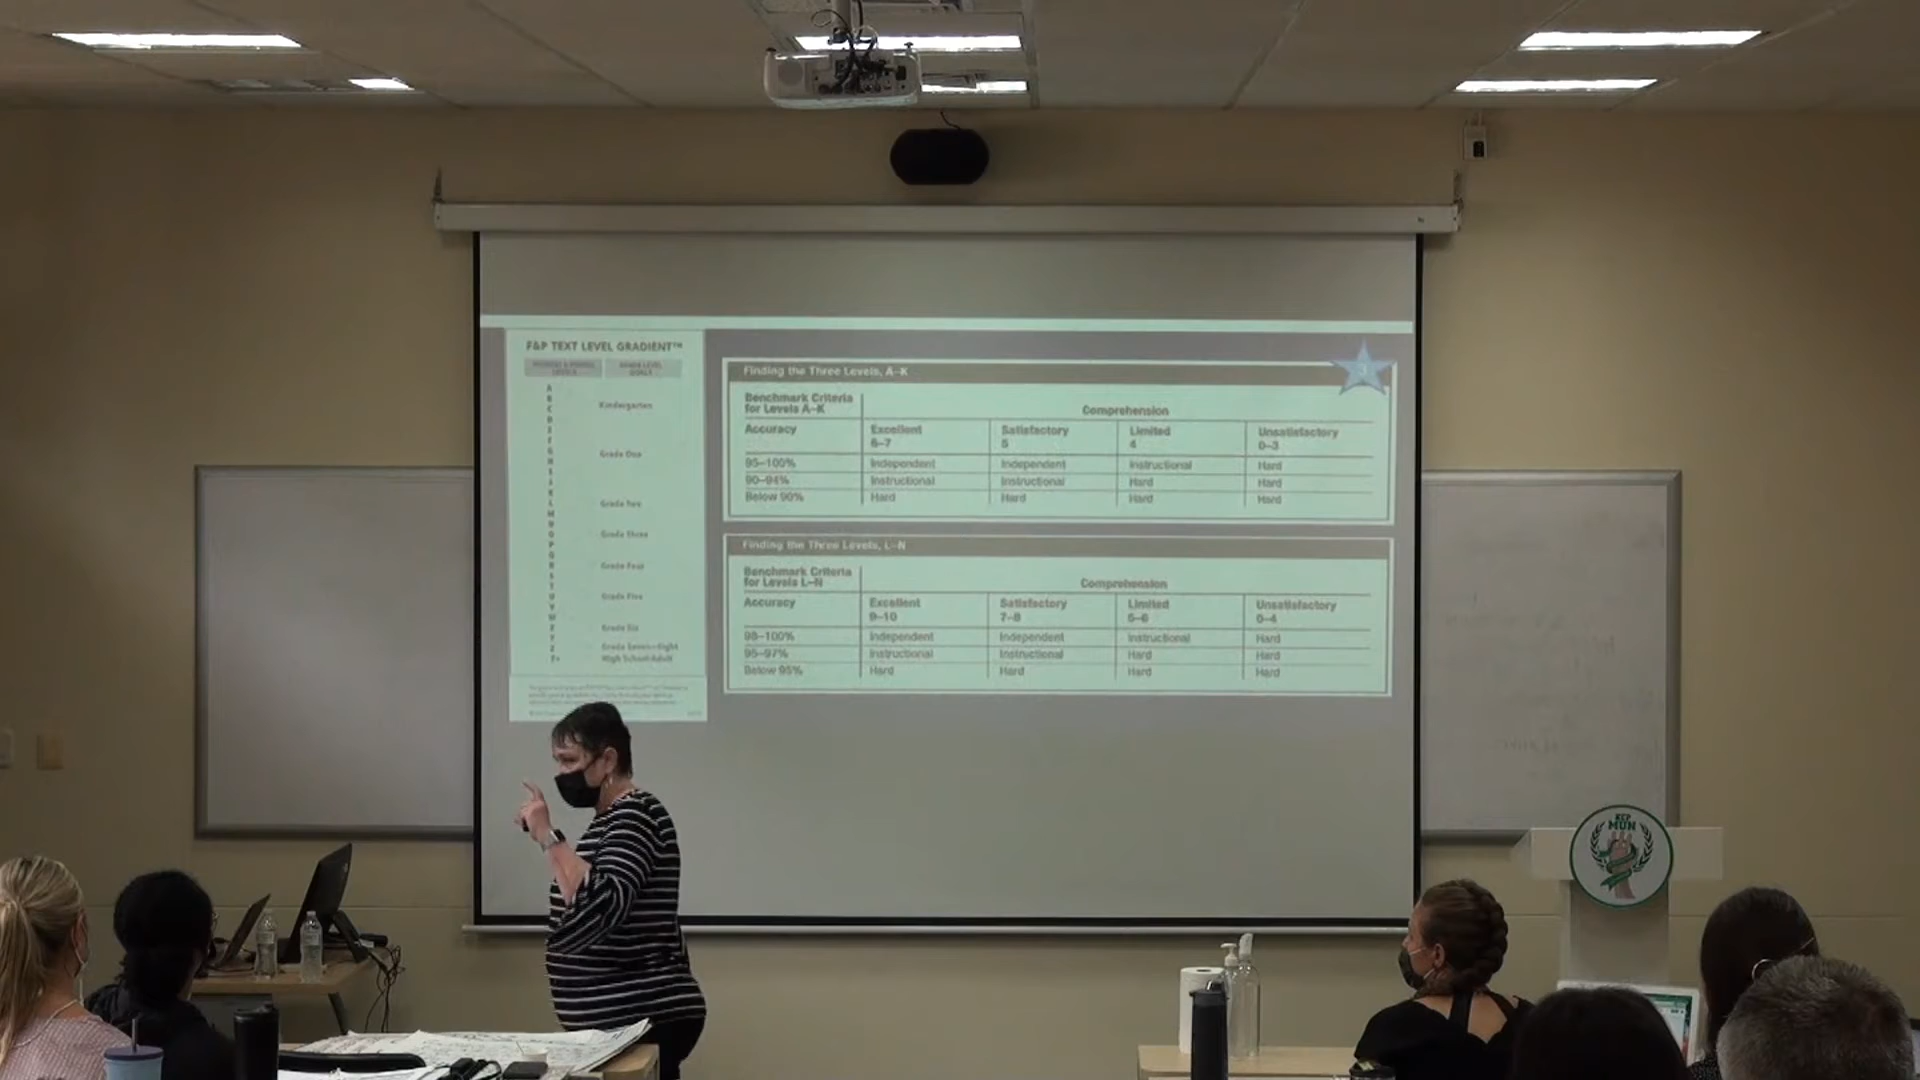 F&P TEXT LEVEL GRADIENT™
GRADE LEVEL
GOALS
A
B
C
D
E
F
G
H
I
J
K
L
M
N
O
P
Q
R
S
T
U
V
W
Z
Z+
Kindergarten
Grade One
Grade Two
Grade Three
Grade Four
Grade Five
Grade Six
Grade Seven–Eight
High School/Adult
3
Finding the Three Levels, A–K
Benchmark Criteria
for Levels A–K
Comprehension
Accuracy Excellent Satisfactory Limited Unsatisfactory
6–7 5 4 0–3
95–100% Independent Independent Instructional Hard
90–94% Instructional Instructional Hard Hard
Below 90% Hard Hard Hard Hard
Finding the Three Levels, L–N
Benchmark Criteria
for Levels L–N
Comprehension
Accuracy Excellent Satisfactory Limited Unsatisfactory
9–10 7–8 5–6 0–4
98–100% Independent Independent Instructional Hard
95–97% Instructional Instructional Hard Hard
Below 95% Hard Hard Hard Hard
MUN